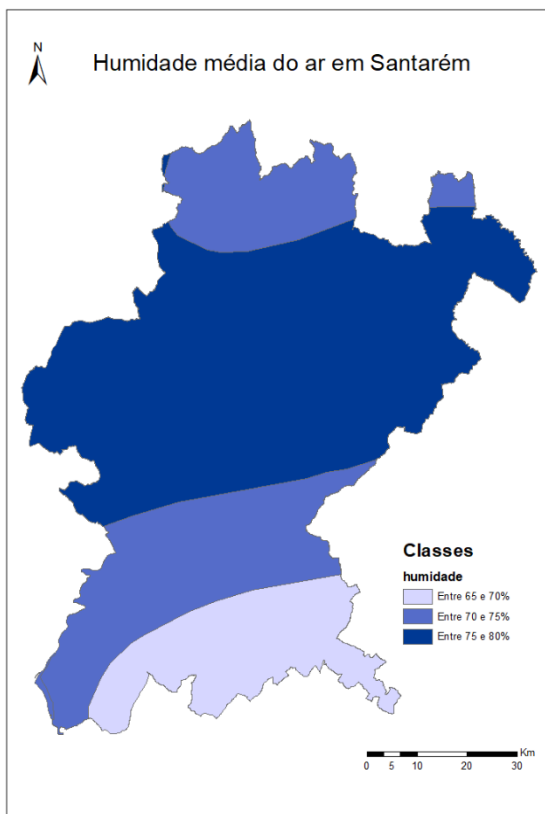 N
Humidade média do ar em Santarém
Classes
humidade
Entre 65 e 70%
Entre 70 e 75%
Entre 75 e 80%
Km
0 5 10 20 30